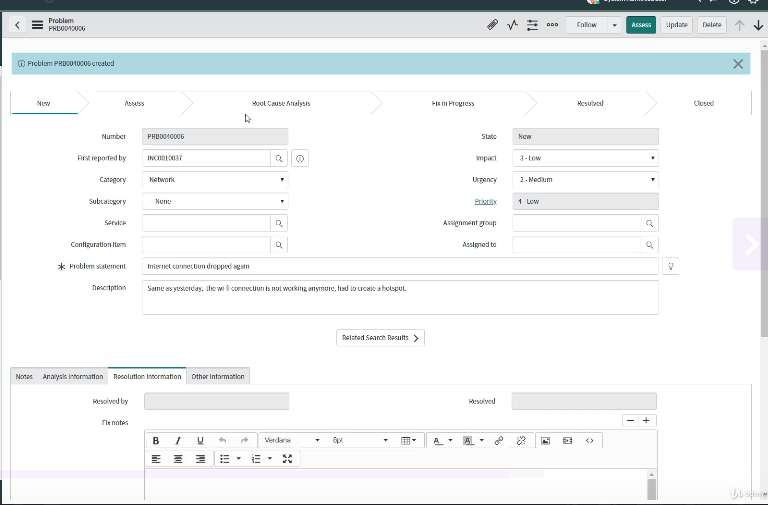 Problem
PRB0040006
Follow
Assess
Update
Delete
Problem PRB0040006 created
New
Assess
Root Cause Analysis
Fix in Progress
Resolved
Closed
Number PRB0040006
State New
First reported by INC0010037
Impact 3 - Low
Category Network
Urgency 2 - Medium
Subcategory -- None
Priority 4 - Low
Service
Assignment group
Configuration item
Assigned to
Problem statement Internet connection dropped again
Description Same as yesterday, the wi-fi connection is not working anymore, had to create a hotspot.
Related Search Results
Notes
Analysis Information
Resolution Information
Other Information
Resolved by
Resolved
Fix notes
B I U
Verdana
8pt
A
A